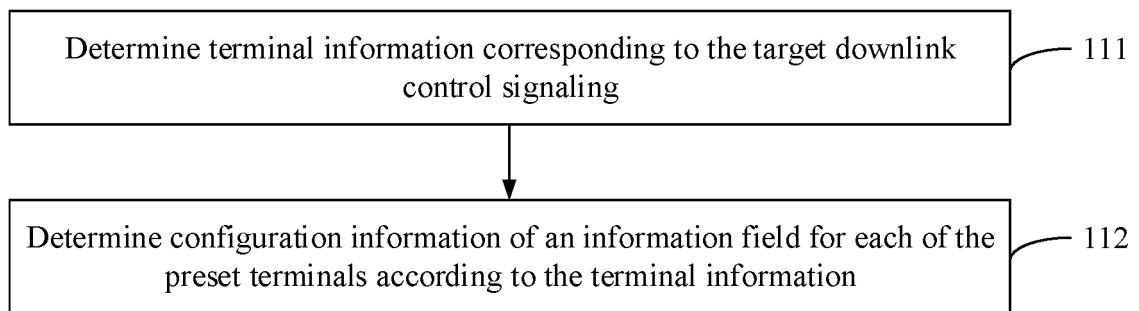 Determine terminal information corresponding to the target downlink
control signaling
111
Determine configuration information of an information field for each of the
preset terminals according to the terminal information
112